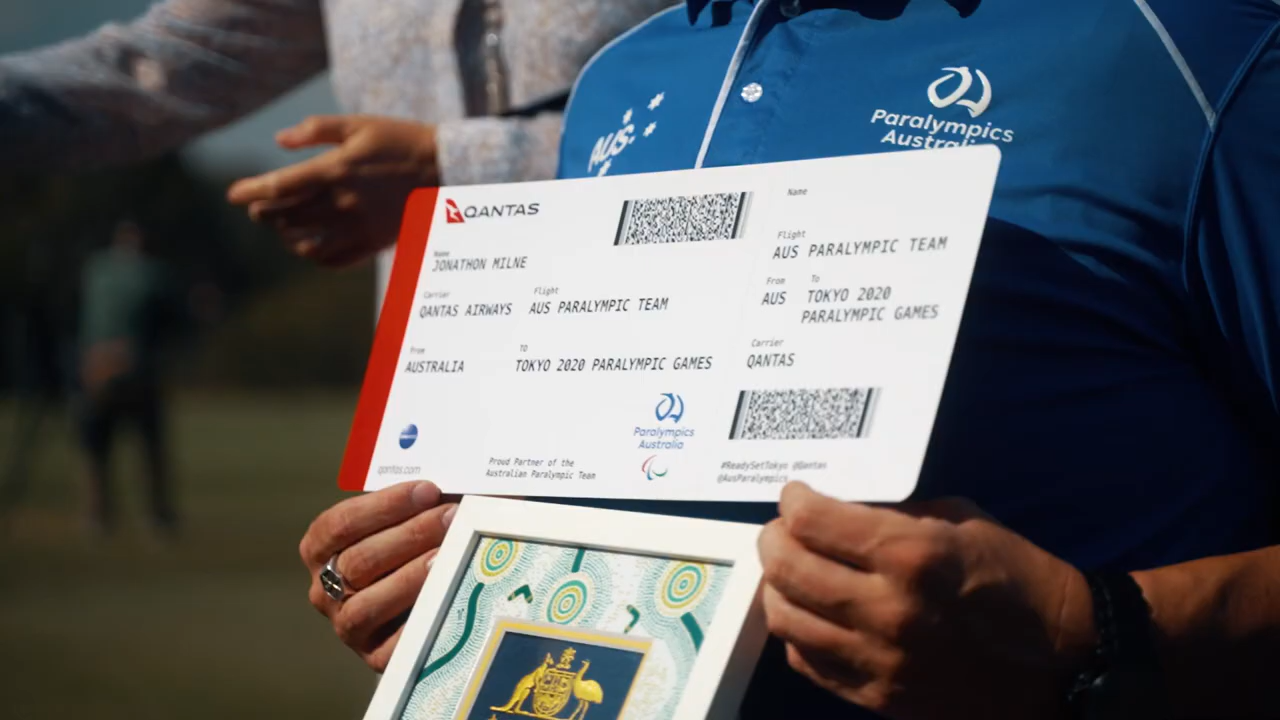 AUS.
Paralympics
Australia
QANTAS
Name
JONATHON MILNE
Carrier
QANTAS AIRWAYS
Flight
AUS PARALYMPIC TEAM
From
AUSTRALIA
TO
TOKYO 2020 PARALYMPIC GAMES
qantas.com
Proud Partner of the
Australian Paralympic Team
Paralympics
Australia
Name
Flight
AUS PARALYMPIC TEAM
From
AUS
To
TOKYO 2020
PARALYMPIC GAMES
Carrier
QANTAS
#ReadySetTokyo @Qantas
@AusParalympics